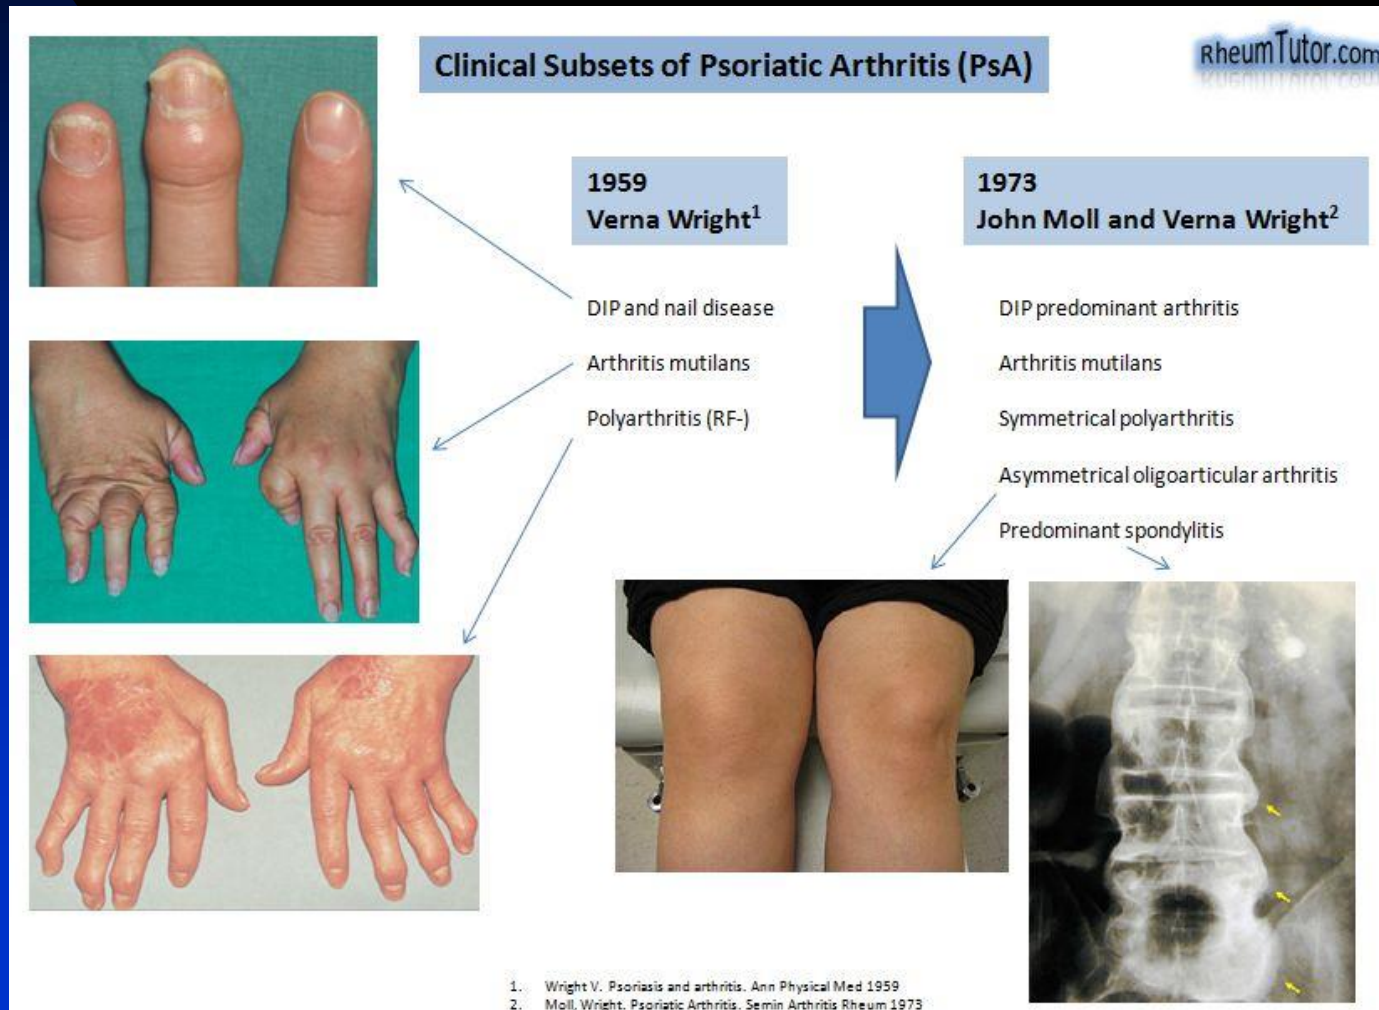 Clinical Subsets of Psoriatic Arthritis (PsA)
RheumTutor.com
1959
Verna Wright1
1973
John Moll and Verna Wright2
DIP and nail disease
Arthritis mutilans
Polyarthritis (RF-)
DIP predominant arthritis
Arthritis mutilans
Symmetrical polyarthritis
Asymmetrical oligoarticular arthritis
Predominant spondylitis
1. Wright V. Psoriasis and arthritis. Ann Physical Med 1959
2. Moll, Wright. Psoriatic Arthritis. Semin Arthritis Rheum 1973